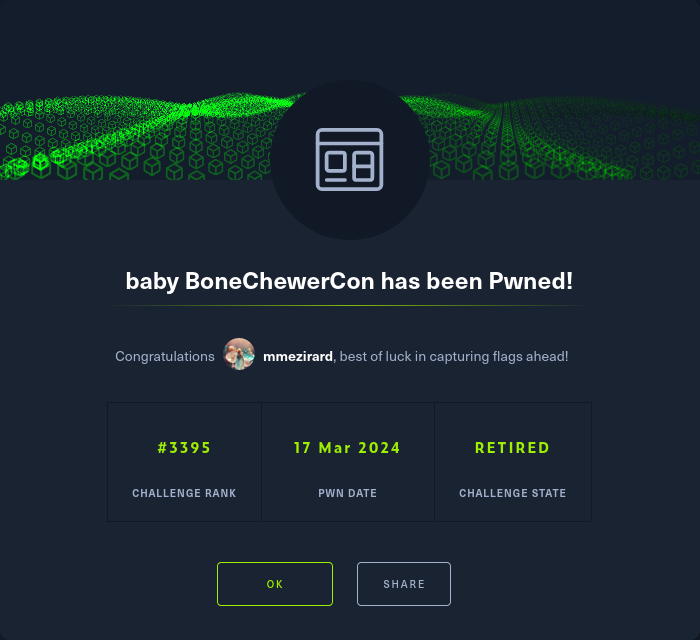 baby BoneChewerCon has been Pwned!
Congratulations mmezirard, best of luck in capturing flags ahead!
#3395 17 Mar 2024 RETIRED
CHALLENGE RANK PWN DATE CHALLENGE STATE
OK SHARE